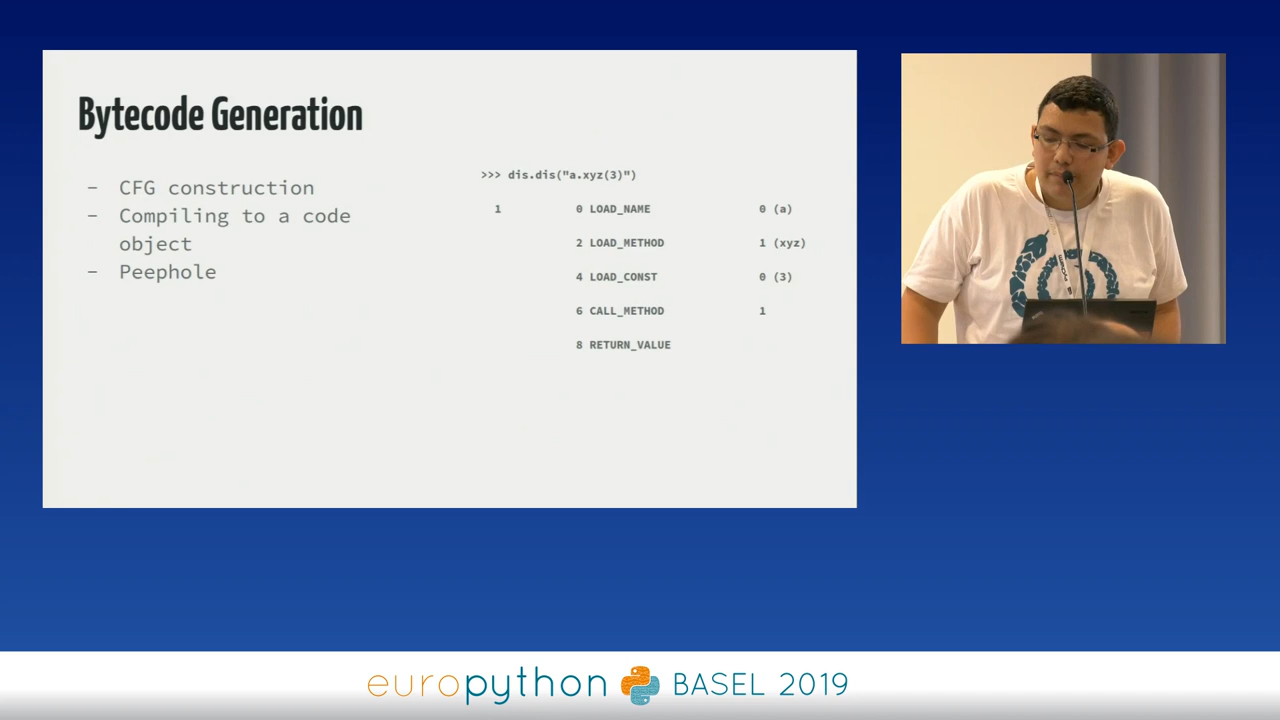 Bytecode Generation
- CFG construction
- Compiling to a code
object
- Peephole
>>> dis.dis("a.xyz(3)")
1 0 LOAD_NAME 0 (a)
2 LOAD_METHOD 1 (xyz)
4 LOAD_CONST 0 (3)
6 CALL_METHOD 1
8 RETURN_VALUE
europython BASEL 2019